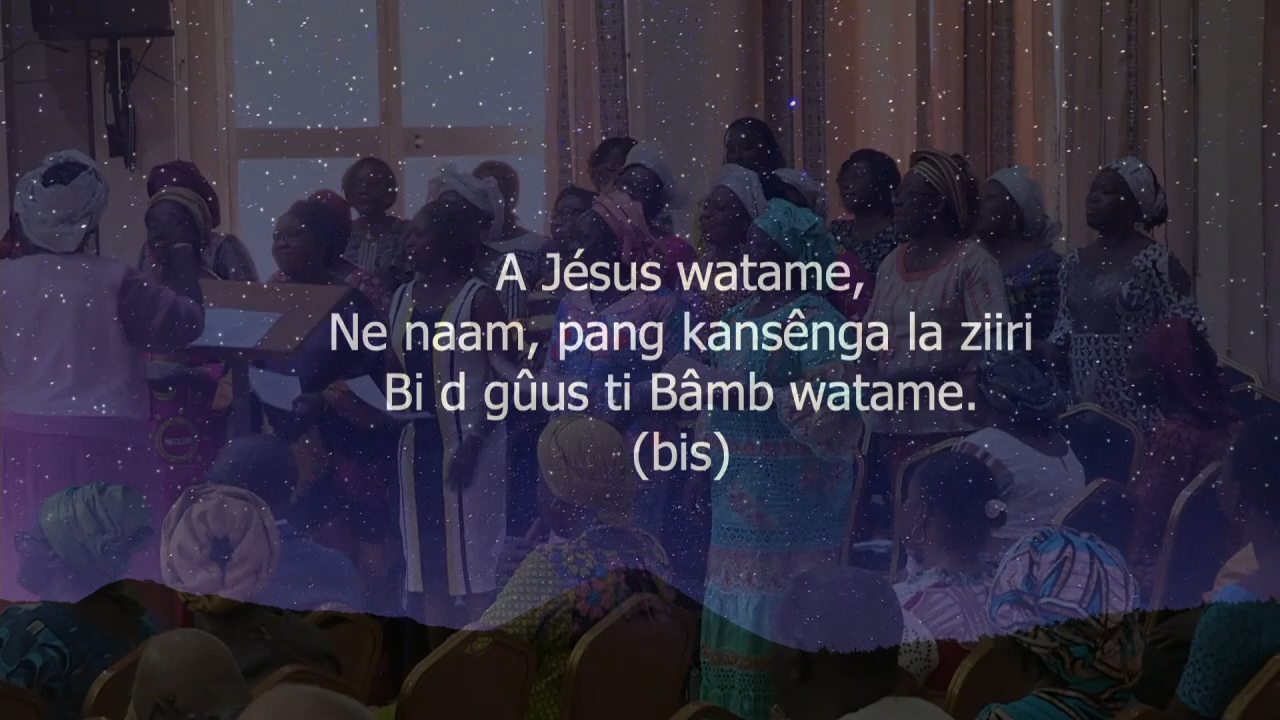 A Jésus watame,
Ne naam, pang kansênga la ziiri
Bi d gûus ti Bâmb watame.
(bis)